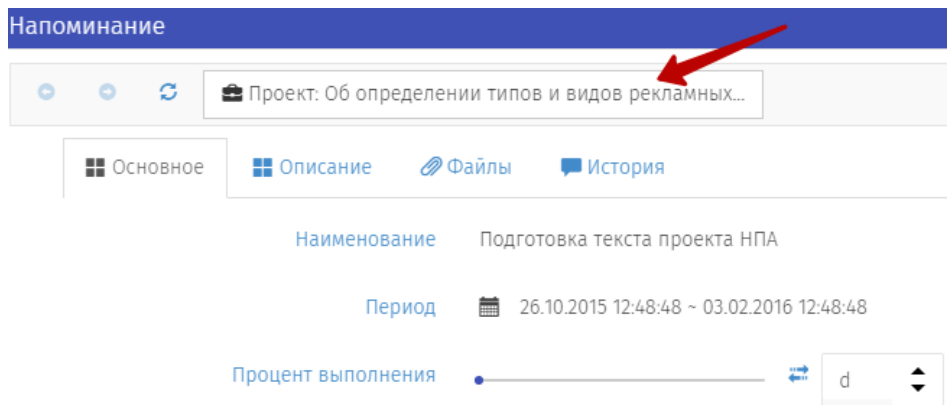 Напоминание
Проект: Об определении типов и видов рекламных...
Основное Описание Файлы История
Наименование Подготовка текста проекта НПА
Период 26.10.2015 12:48:48 ~ 03.02.2016 12:48:48
Процент выполнения d